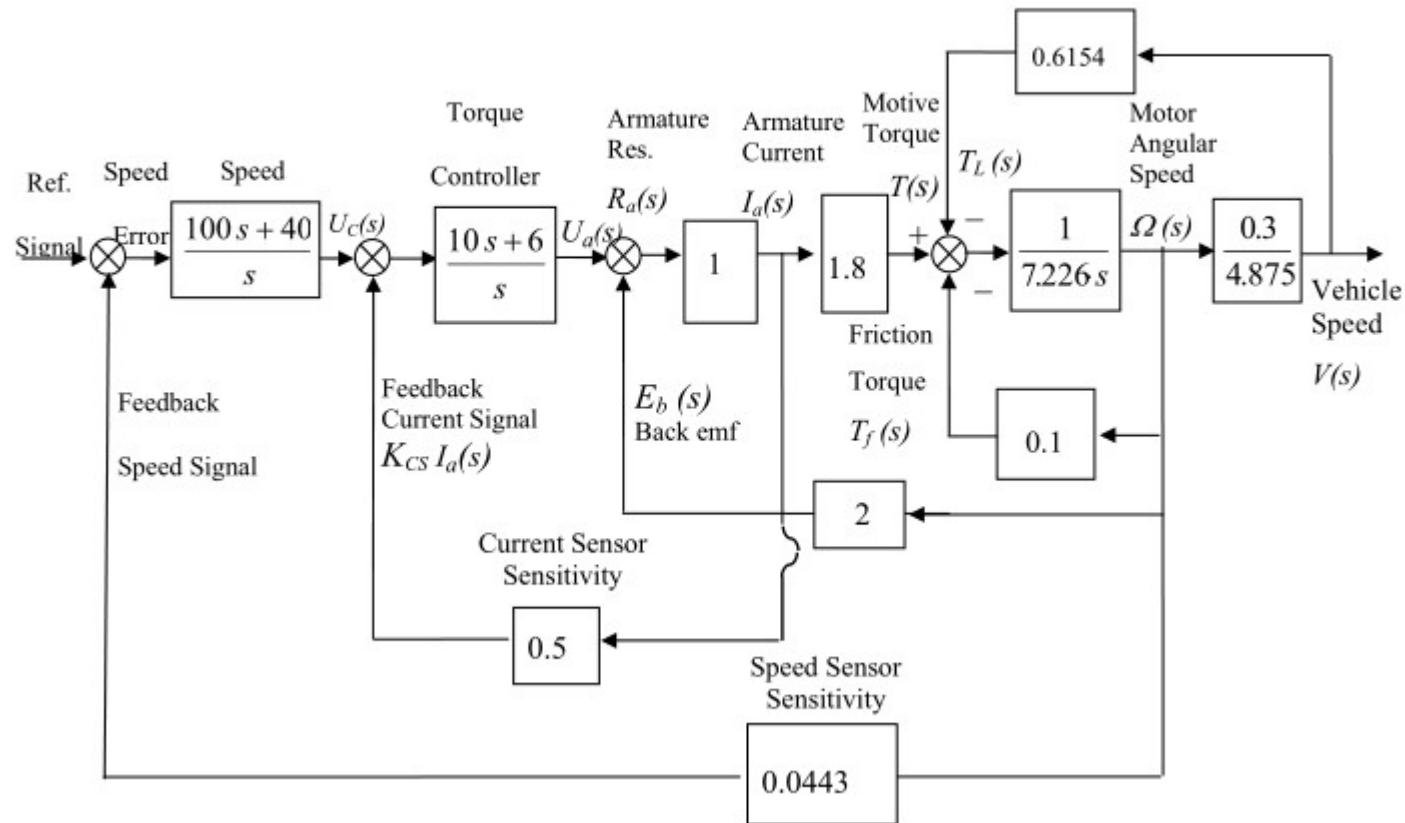 0.6154
Torque
Armature
Res.
Armature
Current
Motive
Torque
Motor
Angular
Speed
Ref.
Speed
Speed
Controller
R_a(s)
I_a(s)
T(s)
T_L (s)
Signal
Error
100 s + 40
s
U_C(s)
10 s + 6
s
U_a(s)
1
1.8
+
−
−
1
7.226 s
Ω (s)
0.3
4.875
Vehicle
Speed
V(s)
Feedback
Speed Signal
Feedback
Current Signal
K_CS I_a(s)
E_b (s)
Back emf
Friction
Torque
T_f (s)
0.1
2
Current Sensor
Sensitivity
0.5
Speed Sensor
Sensitivity
0.0443